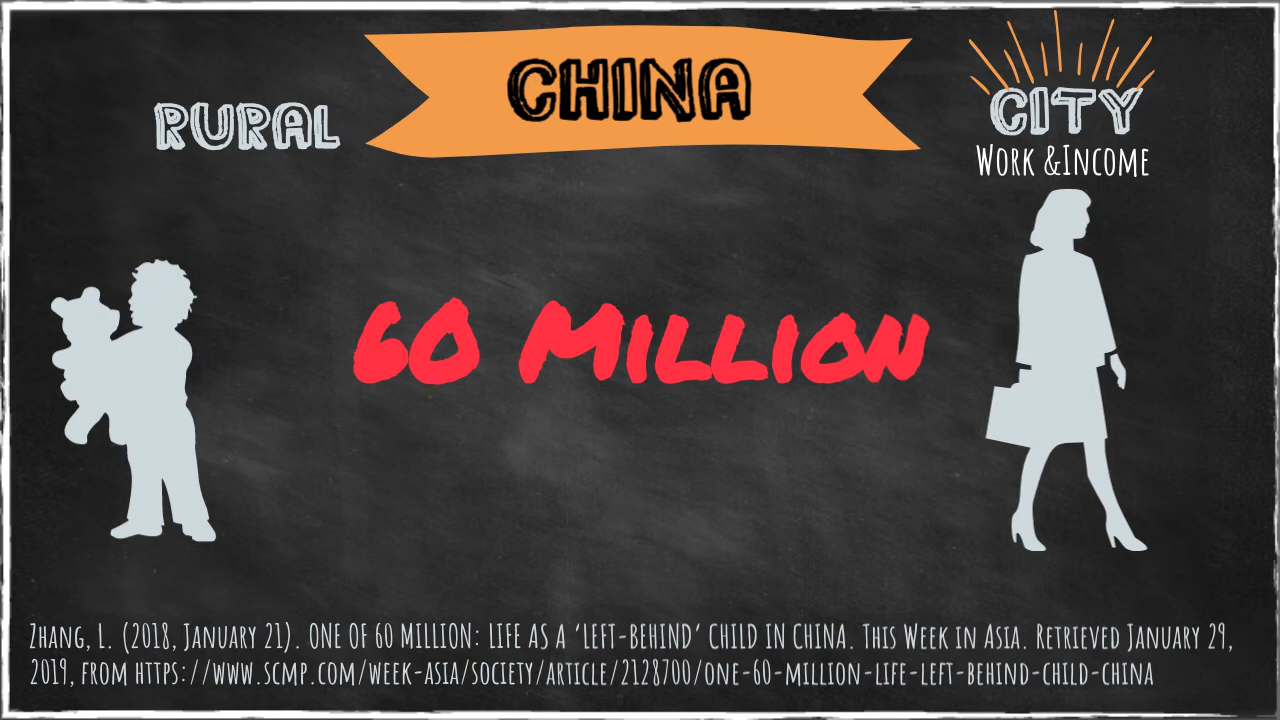 CHINA
RURAL
CITY
WORK &INCOME
60 MILLION
ZHANG, L. (2018, JANUARY 21). ONE OF 60 MILLION: LIFE AS A ‘LEFT-BEHIND’ CHILD IN CHINA. THIS WEEK IN ASIA. RETRIEVED JANUARY 29,
2019, FROM HTTPS://WWW.SCMP.COM/WEEK-ASIA/SOCIETY/ARTICLE/2128700/ONE-60-MILLION-LIFE-LEFT-BEHIND-CHILD-CHINA